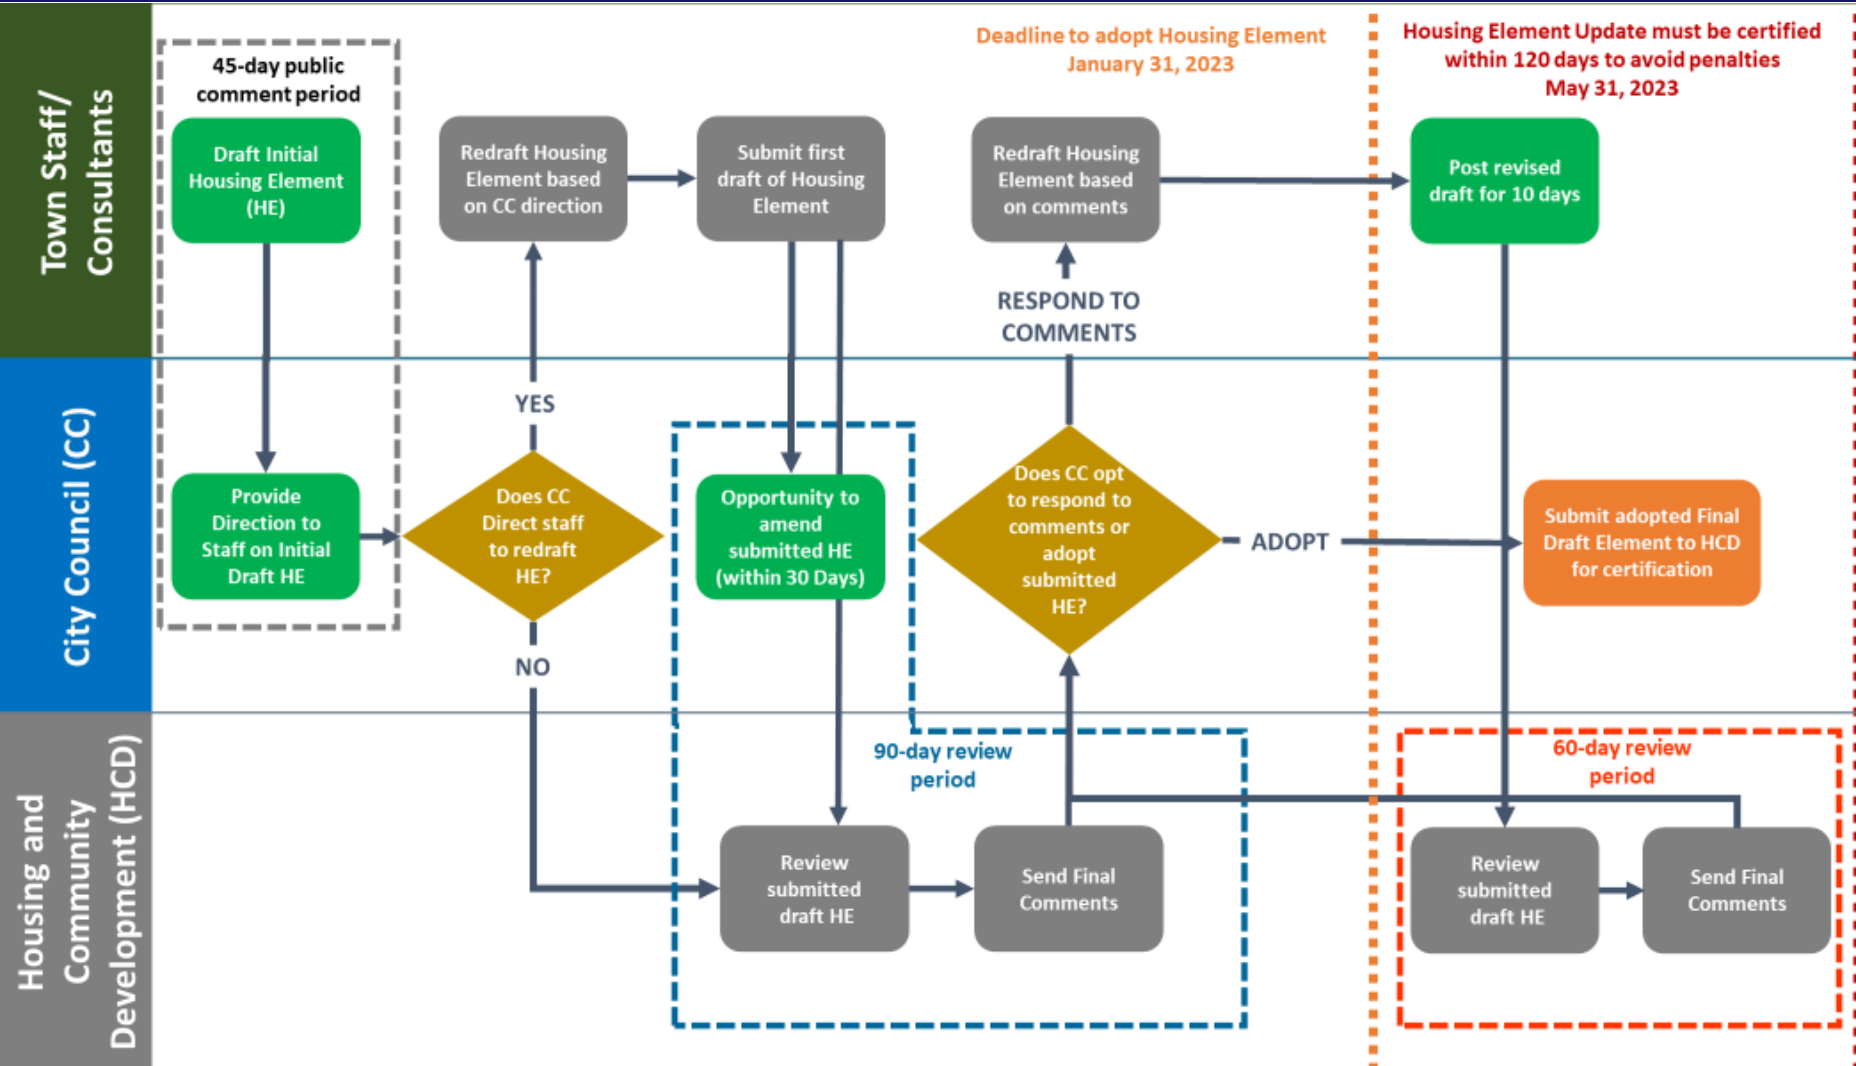 Town Staff/
Consultants
45-day public
comment period
Draft Initial
Housing Element
(HE)
Redraft Housing
Element based
on CC direction
Submit first
draft of Housing
Element
Deadline to adopt Housing Element
January 31, 2023
Redraft Housing
Element based
on comments
RESPOND TO
COMMENTS
Housing Element Update must be certified
within 120 days to avoid penalties
May 31, 2023
Post revised
draft for 10 days
City Council (CC)
Provide
Direction to
Staff on Initial
Draft HE
YES
Does CC
Direct staff
to redraft
HE?
NO
Opportunity to
amend
submitted HE
(within 30 Days)
Does CC opt
to respond to
comments or
adopt
submitted
HE?
ADOPT
Submit adopted Final
Draft Element to HCD
for certification
Housing and
Community
Development (HCD)
90-day review
period
Review
submitted
draft HE
Send Final
Comments
60-day review
period
Review
submitted
draft HE
Send Final
Comments